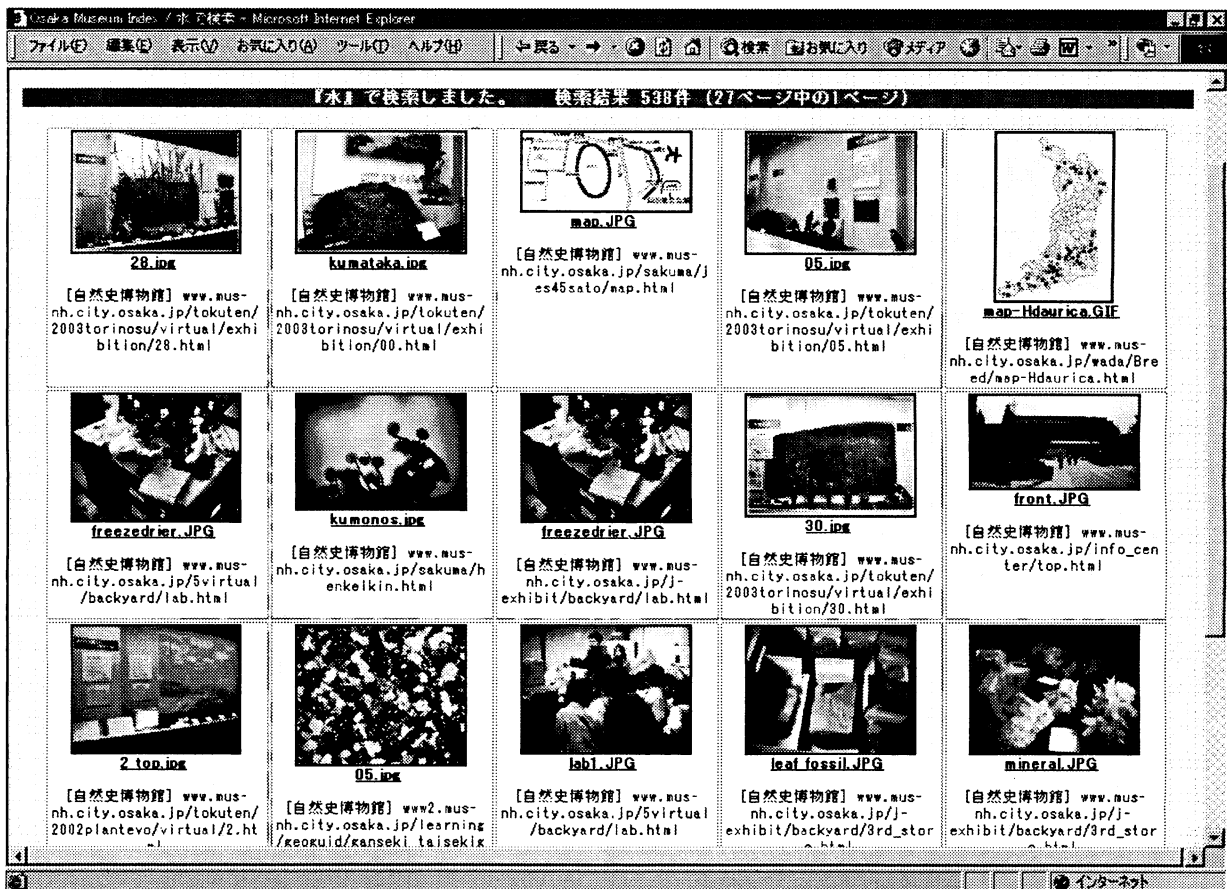 Osaka Museum Index / 水 で検索 - Microsoft Internet Explorer
ファイル(F) 編集(E) 表示(V) お気に入り(A) ツール(T) ヘルプ(H) 戻る 検索 お気に入り メディア
『水』で検索しました。 検索結果 538件 (27ページ中の1ページ)
28.jpg
[自然史博物館] www.mus-
nh.city.osaka.jp/tokuten/
2003torinosu/virtual/exhi
bition/28.html
kumataka.jpg
[自然史博物館] www.mus-
nh.city.osaka.jp/tokuten/
2003torinosu/virtual/exhi
bition/00.html
map.JPG
[自然史博物館] www.mus-
nh.city.osaka.jp/sakuma/j
es45sato/map.html
05.jpg
[自然史博物館] www.mus-
nh.city.osaka.jp/tokuten/
2003torinosu/virtual/exhi
bition/05.html
map-Hdaurica.GIF
[自然史博物館] www.mus-
nh.city.osaka.jp/wada/Bre
ed/map-Hdaurica.html
freezedrier.JPG
[自然史博物館] www.mus-
nh.city.osaka.jp/5virtual
/backyard/lab.html
kumonos.jpg
[自然史博物館] www.mus-
nh.city.osaka.jp/sakuma/h
enkeikin.html
freezedrier.JPG
[自然史博物館] www.mus-
nh.city.osaka.jp/j-
exhibit/backyard/lab.html
30.jpg
[自然史博物館] www.mus-
nh.city.osaka.jp/tokuten/
2003torinosu/virtual/exhi
bition/30.html
front.JPG
[自然史博物館] www.mus-
nh.city.osaka.jp/info_cen
ter/top.html
2_top.jpg
[自然史博物館] www.mus-
nh.city.osaka.jp/tokuten/
2002plantevo/virtual/2.ht
ml
05.jpg
[自然史博物館] www2.mus-
nh.city.osaka.jp/learning
/geoguid/ganseki_taisekig
lab1.JPG
[自然史博物館] www.mus-
nh.city.osaka.jp/5virtual
/backyard/lab.html
leaf_fossil.JPG
[自然史博物館] www.mus-
nh.city.osaka.jp/j-
exhibit/backyard/3rd_stor
e.html
mineral.JPG
[自然史博物館] www.mus-
nh.city.osaka.jp/j-
exhibit/backyard/3rd_stor
e.html
インターネット